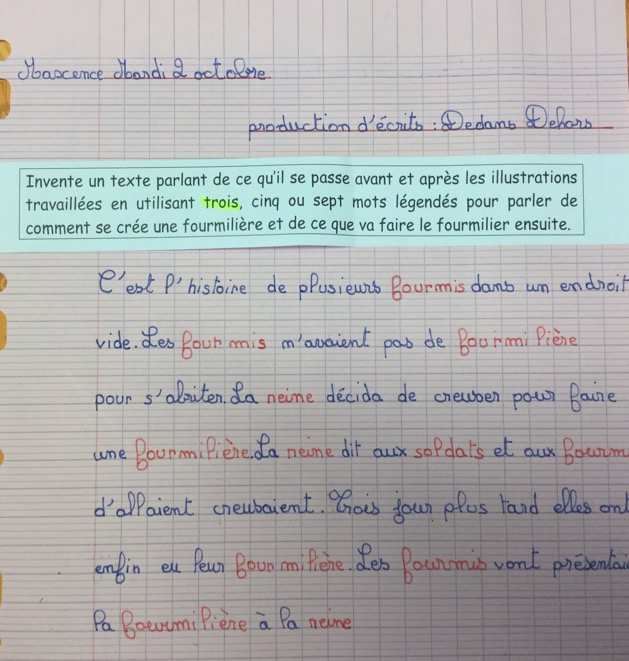 Maxence Mardi 2 octobre
production d'écrits : Dedans Dehors
Invente un texte parlant de ce qu'il se passe avant et après les illustrations
travaillées en utilisant trois, cinq ou sept mots légendés pour parler de
comment se crée une fourmilière et de ce que va faire le fourmilier ensuite.
C'est l'histoire de plusieurs fourmis dans un endroit
vide. Les fourmis n'avaient pas de fourmilière
pour s'abriter. La reine décida de creuser pour faire
une fourmilière. La reine dit aux soldats et aux fourm
d'allaient creusaient. Trois jour plus tard elles ont
enfin eu leur fourmilière. Les fourmis vont présentai
la fourmilière à la reine